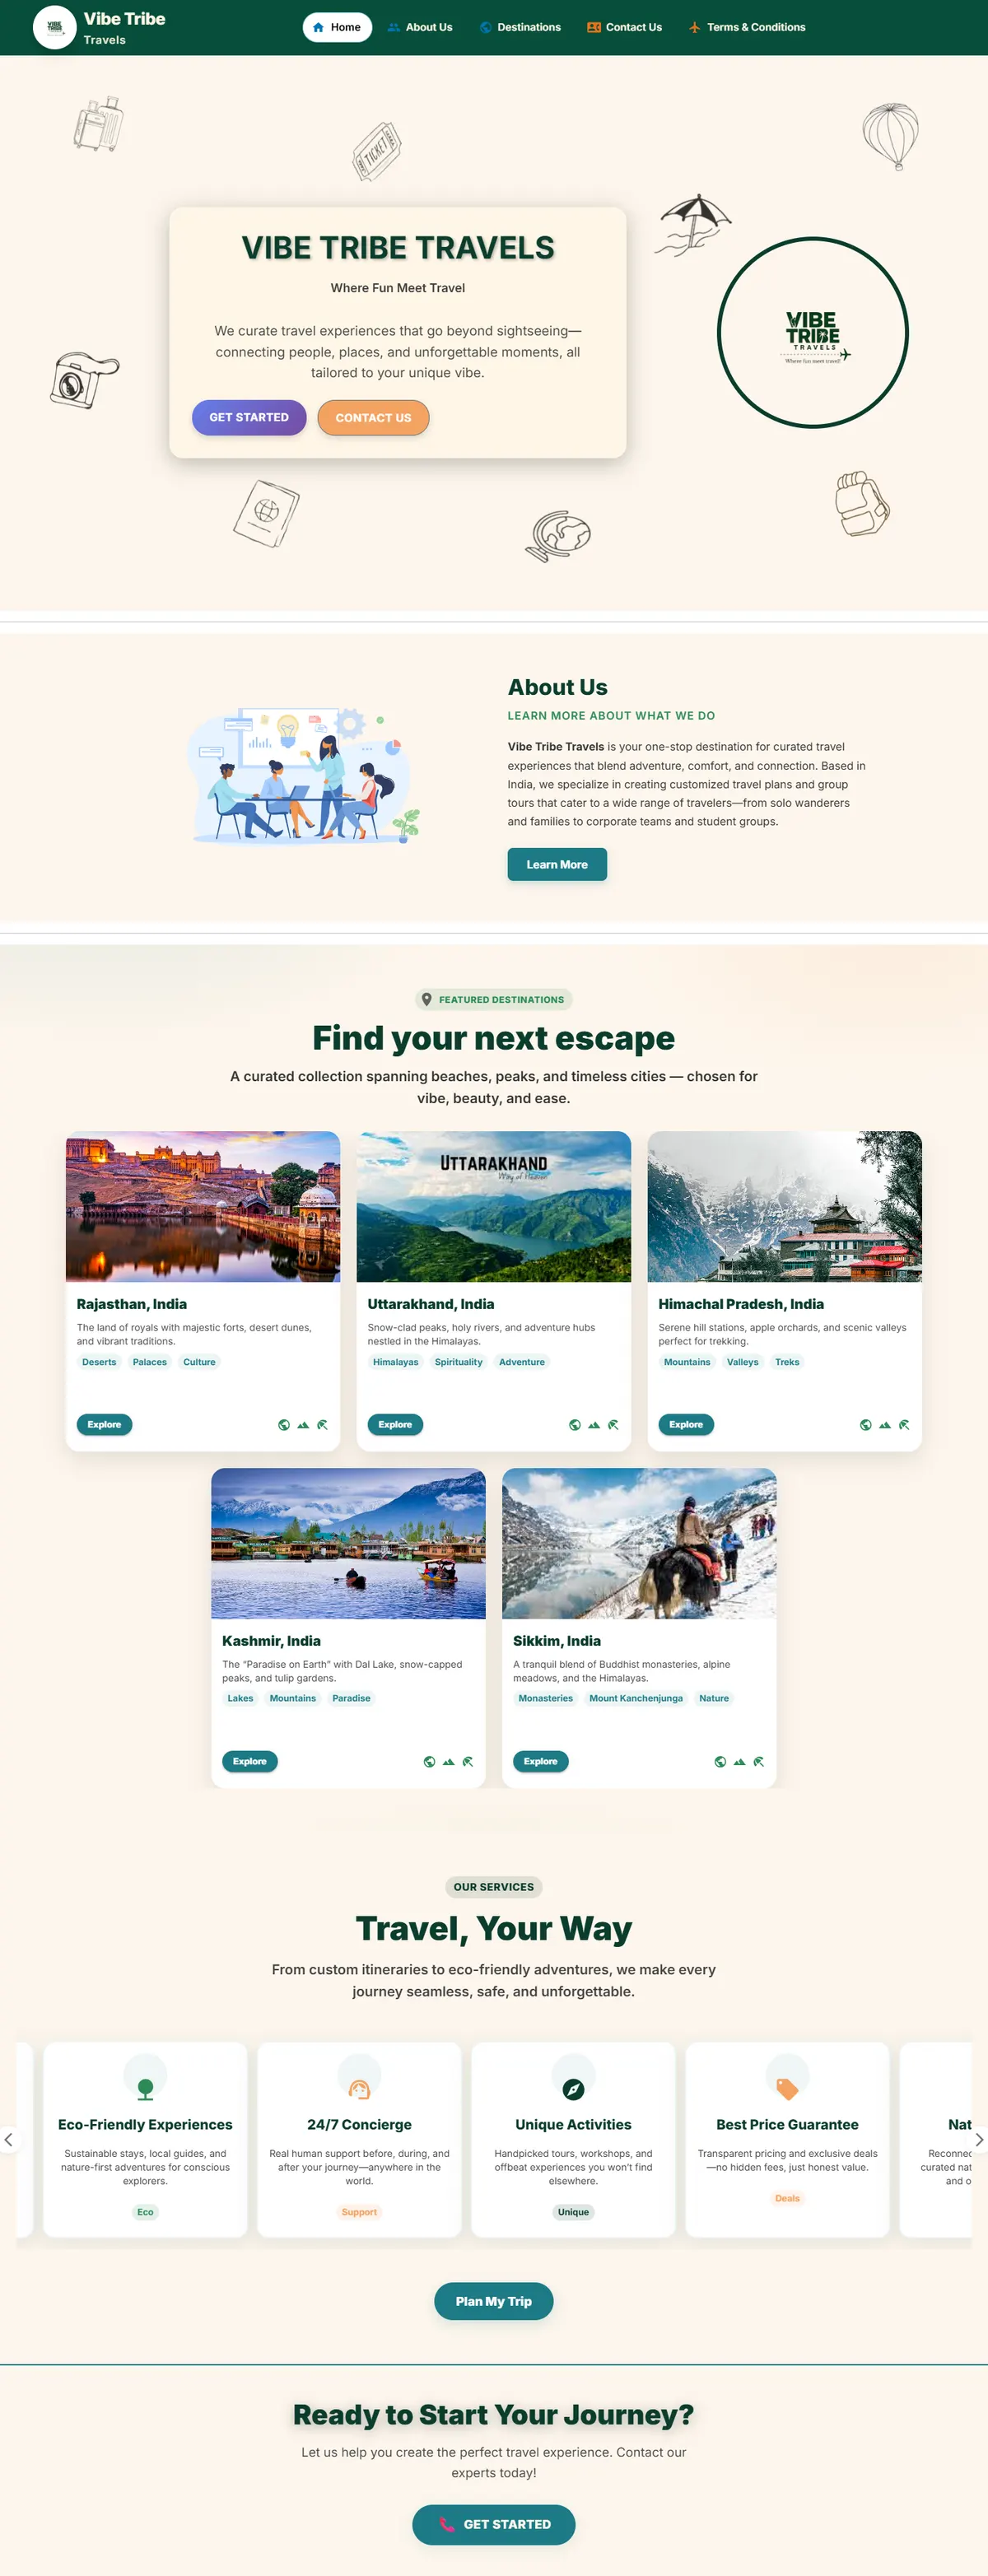 VIBE TRIBE
Vibe Tribe
Travels
Home
About Us
Destinations
Contact Us
Terms & Conditions
TICKET
VIBE TRIBE TRAVELS
Where Fun Meet Travel
We curate travel experiences that go beyond sightseeing—
connecting people, places, and unforgettable moments, all
tailored to your unique vibe.
GET STARTED
CONTACT US
VIBE
TRIBE
TRAVELS
Where fun meet travel!
About Us
LEARN MORE ABOUT WHAT WE DO
Vibe Tribe Travels is your one-stop destination for curated travel
experiences that blend adventure, comfort, and connection. Based in
India, we specialize in creating customized travel plans and group
tours that cater to a wide range of travelers—from solo wanderers
and families to corporate teams and student groups.
Learn More
FEATURED DESTINATIONS
Find your next escape
A curated collection spanning beaches, peaks, and timeless cities — chosen for
vibe, beauty, and ease.
UTTARAKHAND
Way of Heaven
Rajasthan, India
The land of royals with majestic forts, desert dunes,
and vibrant traditions.
Deserts Palaces Culture
Explore
Uttarakhand, India
Snow-clad peaks, holy rivers, and adventure hubs
nestled in the Himalayas.
Himalayas Spirituality Adventure
Explore
Himachal Pradesh, India
Serene hill stations, apple orchards, and scenic valleys
perfect for trekking.
Mountains Valleys Treks
Explore
Kashmir, India
The “Paradise on Earth” with Dal Lake, snow-capped
peaks, and tulip gardens.
Lakes Mountains Paradise
Explore
Sikkim, India
A tranquil blend of Buddhist monasteries, alpine
meadows, and the Himalayas.
Monasteries Mount Kanchenjunga Nature
Explore
OUR SERVICES
Travel, Your Way
From custom itineraries to eco-friendly adventures, we make every
journey seamless, safe, and unforgettable.
Eco-Friendly Experiences
Sustainable stays, local guides, and
nature-first adventures for conscious
explorers.
Eco
24/7 Concierge
Real human support before, during, and
after your journey—anywhere in the
world.
Support
Unique Activities
Handpicked tours, workshops, and
offbeat experiences you won't find
elsewhere.
Unique
Best Price Guarantee
Transparent pricing and exclusive deals
—no hidden fees, just honest value.
Deals
Nat
Reconnec
curated nat
and o
Plan My Trip
Ready to Start Your Journey?
Let us help you create the perfect travel experience. Contact our
experts today!
GET STARTED